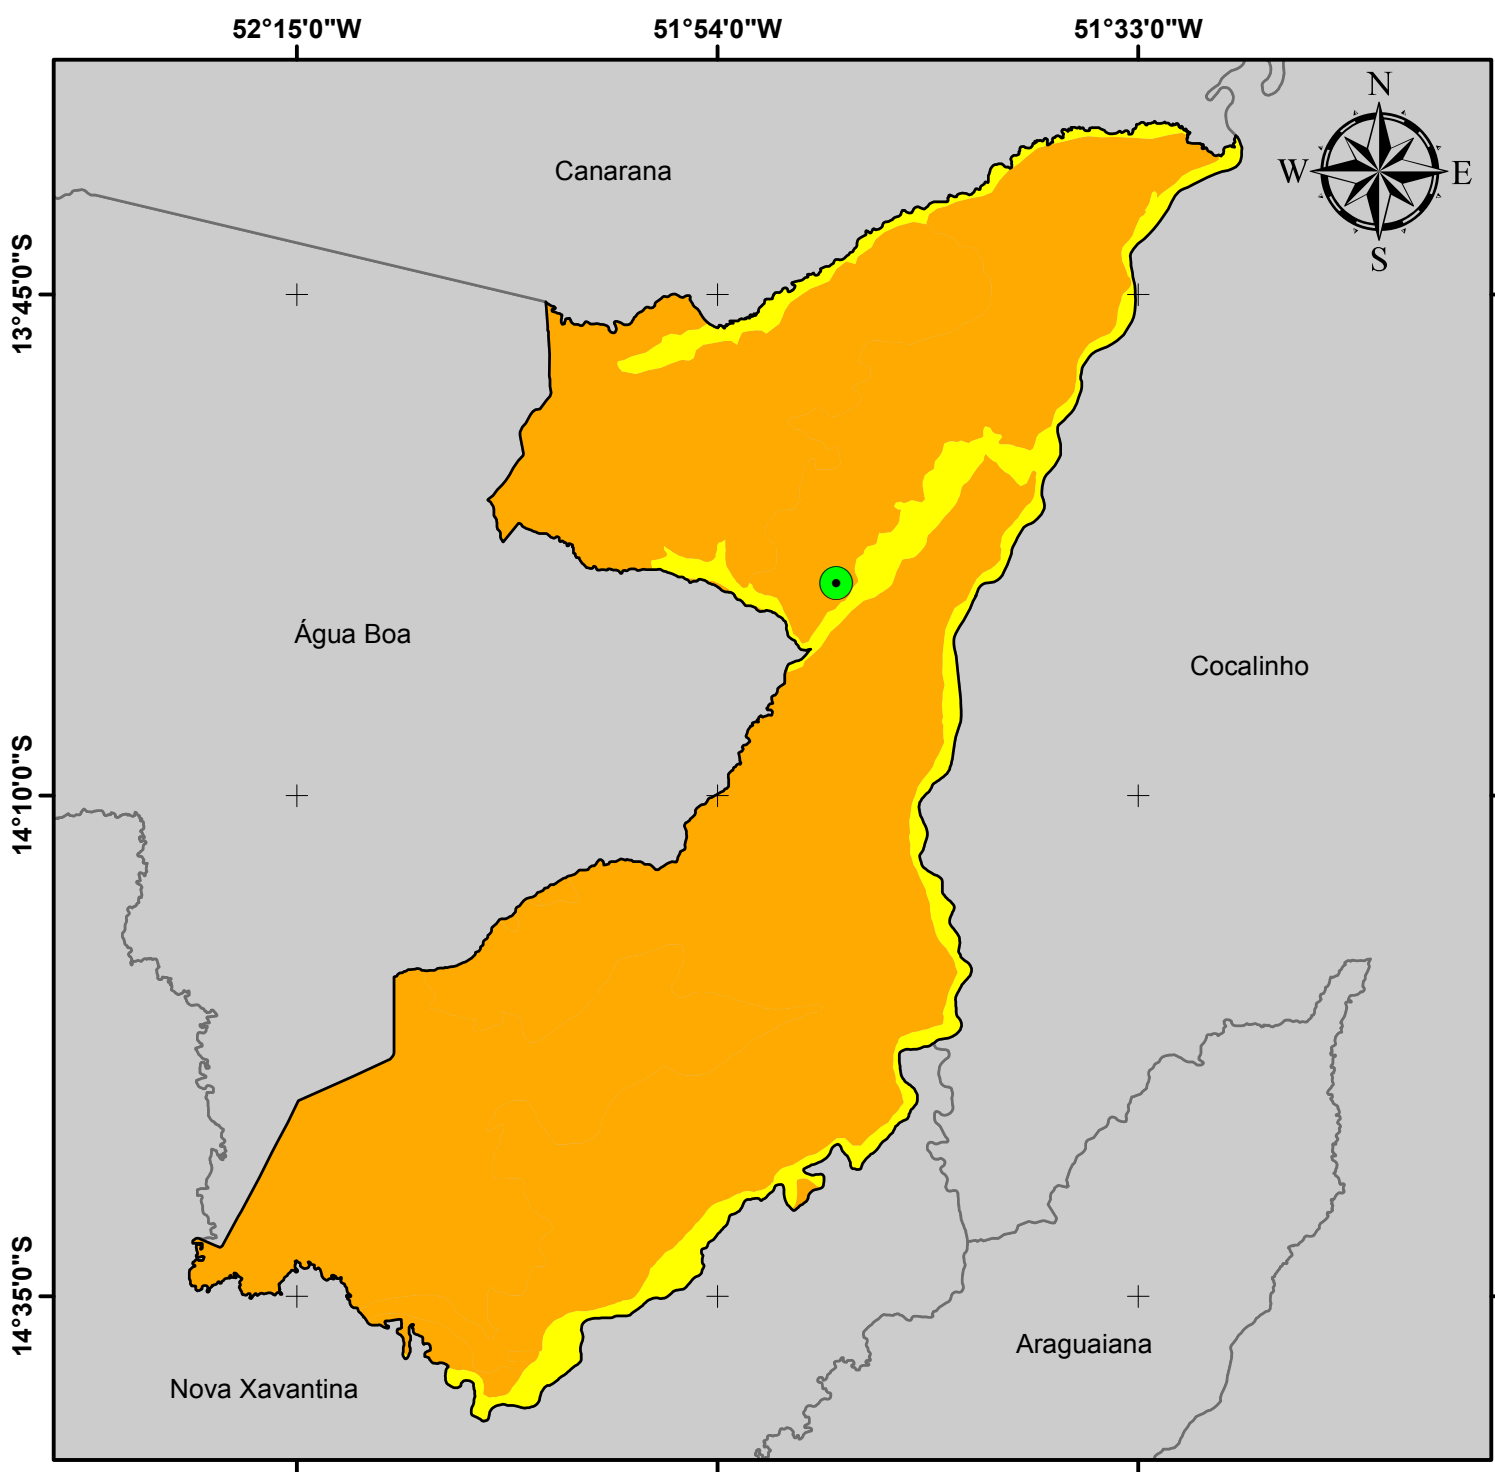 52°15'0"W
51°54'0"W
51°33'0"W
N
Canarana
W
E
S
13°45'0"S
Água Boa
Cocalinho
14°10'0"S
14°35'0"S
Araguaiana
Nova Xavantina